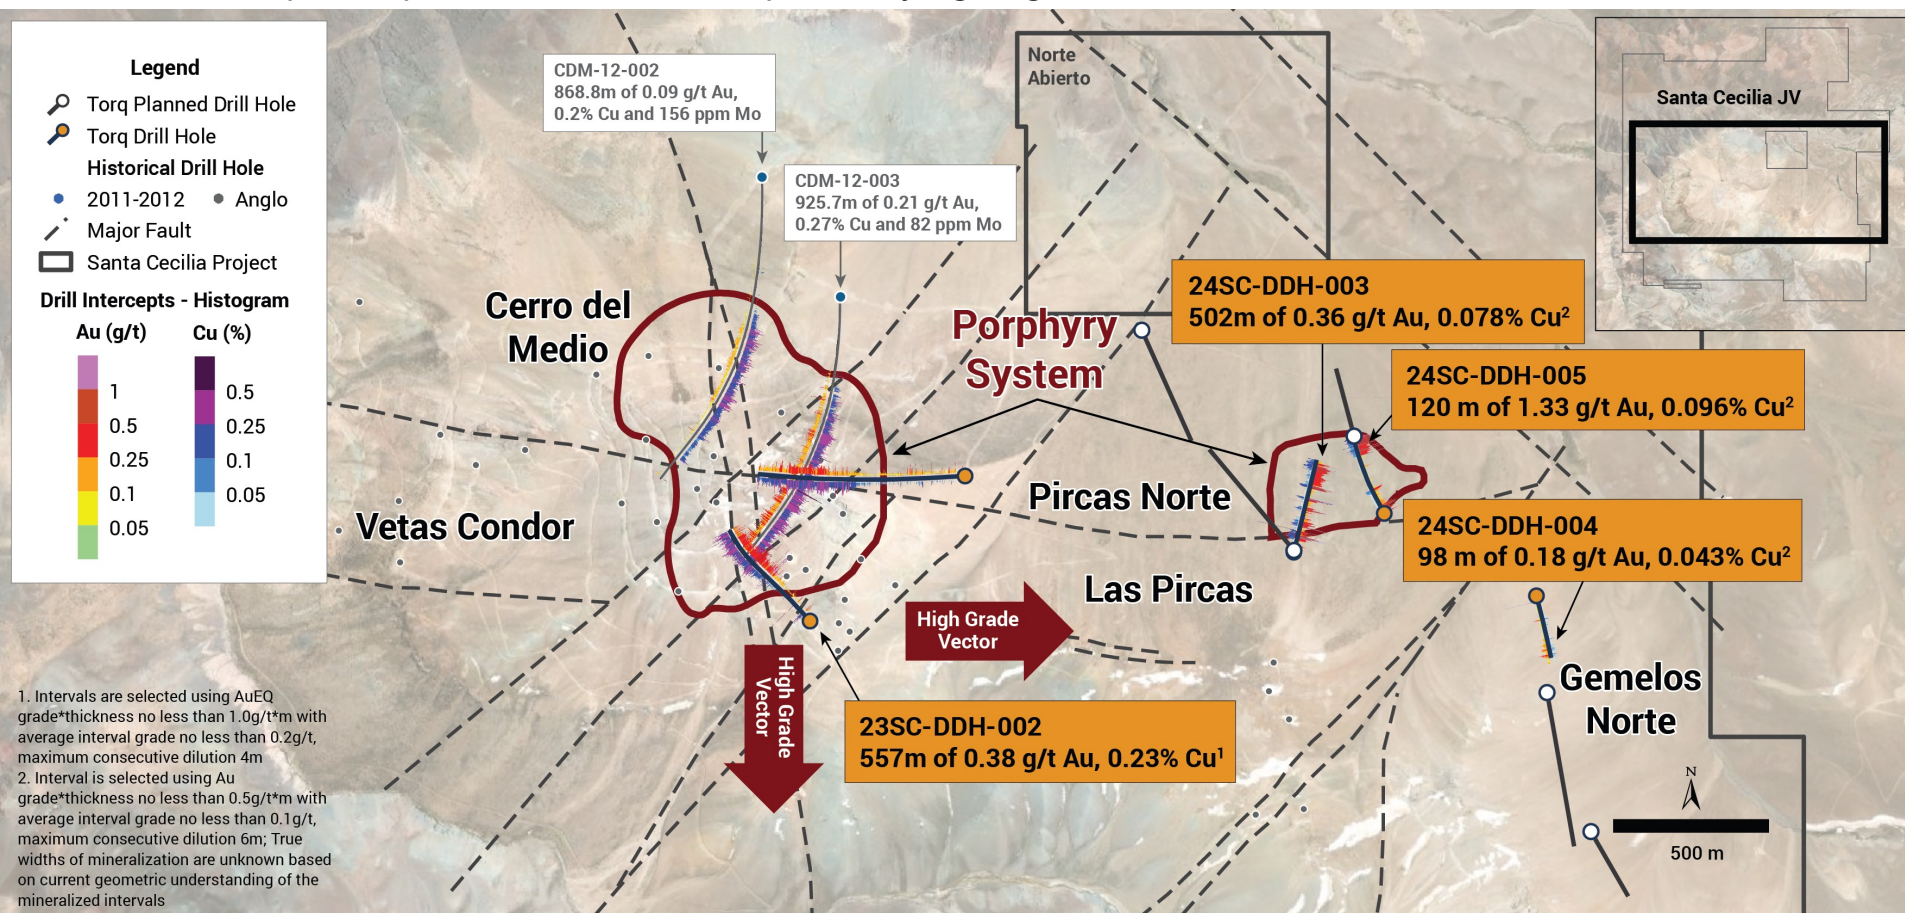 Legend
Torq Planned Drill Hole
Torq Drill Hole
Historical Drill Hole
2011-2012
Anglo
Major Fault
Santa Cecilia Project
Drill Intercepts - Histogram
Au (g/t)
Cu (%)
1
0.5
0.25
0.1
0.05
0.5
0.25
0.1
0.05
CDM-12-002
868.8m of 0.09 g/t Au,
0.2% Cu and 156 ppm Mo
CDM-12-003
925.7m of 0.21 g/t Au,
0.27% Cu and 82 ppm Mo
Norte
Abierto
Santa Cecilia JV
Cerro del
Medio
Porphyry
System
24SC-DDH-003
502m of 0.36 g/t Au, 0.078% Cu²
24SC-DDH-005
120 m of 1.33 g/t Au, 0.096% Cu²
Vetas Condor
Pircas Norte
24SC-DDH-004
98 m of 0.18 g/t Au, 0.043% Cu²
Las Pircas
High Grade
Vector
High Grade
Vector
23SC-DDH-002
557m of 0.38 g/t Au, 0.23% Cu¹
Gemelos
Norte
N
500 m
1. Intervals are selected using AuEQ
grade*thickness no less than 1.0g/t*m with
average interval grade no less than 0.2g/t,
maximum consecutive dilution 4m
2. Interval is selected using Au
grade*thickness no less than 0.5g/t*m with
average interval grade no less than 0.1g/t,
maximum consecutive dilution 6m; True
widths of mineralization are unknown based
on current geometric understanding of the
mineralized intervals